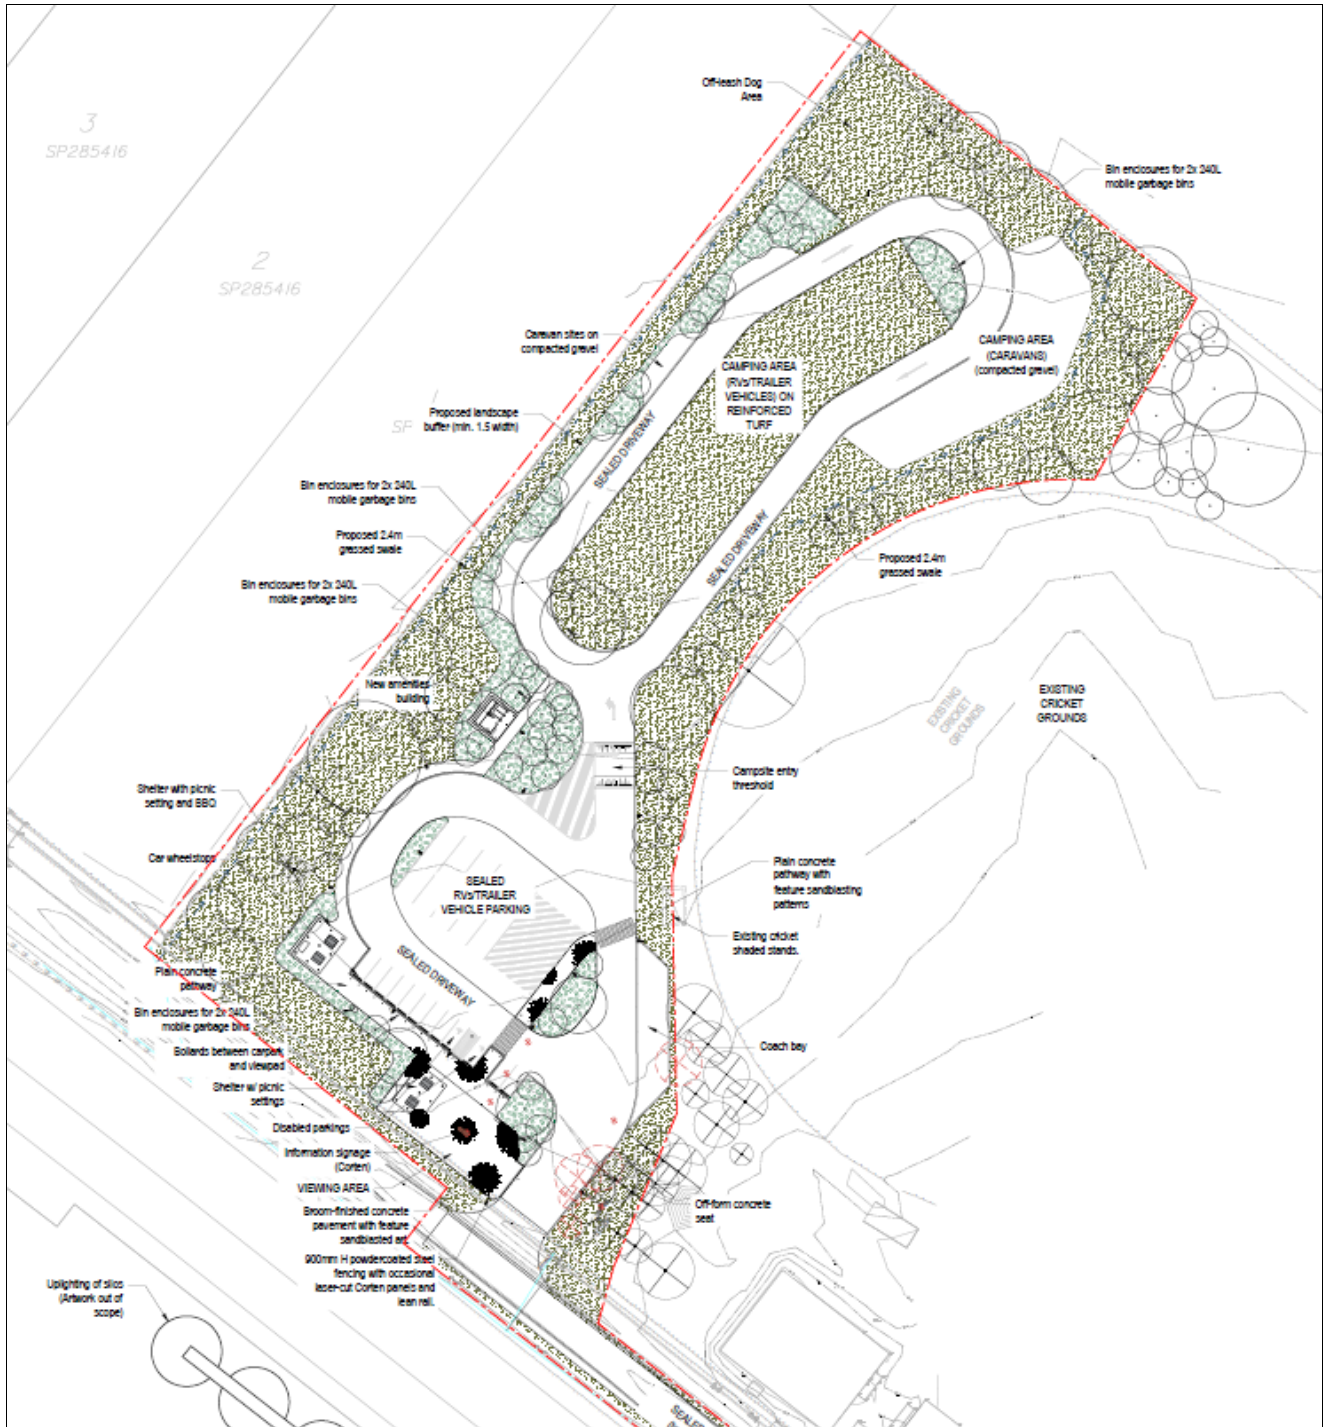 Off-leash Dog
Area
3
SP285416
Bin enclosures for 2x 240L
mobile garbage bins
2
SP285416
Caravan sites on
compacted gravel
CAMPING AREA
(CARAVANS)
(compacted gravel)
CAMPING AREA
(RVs/TRAILER
VEHICLES) ON
REINFORCED
TURF
Proposed landscape
buffer (min. 1.5 width)
SP
SEALED DRIVEWAY
Bin enclosures for 2x 240L
mobile garbage bins
SEALED DRIVEWAY
Proposed 2.4m
grassed swale
Proposed 2.4m
grassed swale
Bin enclosures for 2x 240L
mobile garbage bins
New amenities
building
EXISTING
CRICKET
GROUNDS
EXISTING
CRICKET
GROUNDS
Campsite entry
threshold
Shelter with picnic
setting and BBQ
Car wheelstops
Plain concrete
pathway with
feature sandblasting
patterns
SEALED
RVs/TRAILER
VEHICLE PARKING
Existing cricket
shaded stands.
SEALED DRIVEWAY
Plain concrete
pathway
Bin enclosures for 2x 240L
mobile garbage bins
Bollards between carpark
and viewpad
Coach bay
Shelter w/ picnic
settings
Disabled parkings
Information signage
(Corten)
VIEWING AREA
Off-form concrete
seat
Broom-finished concrete
pavement with feature
sandblasted art.
900mm H powdercoated steel
fencing with occasional
laser-cut Corten panels and
lean rail.
Uplighting of silos
(Artwork out of
scope)
SEALED